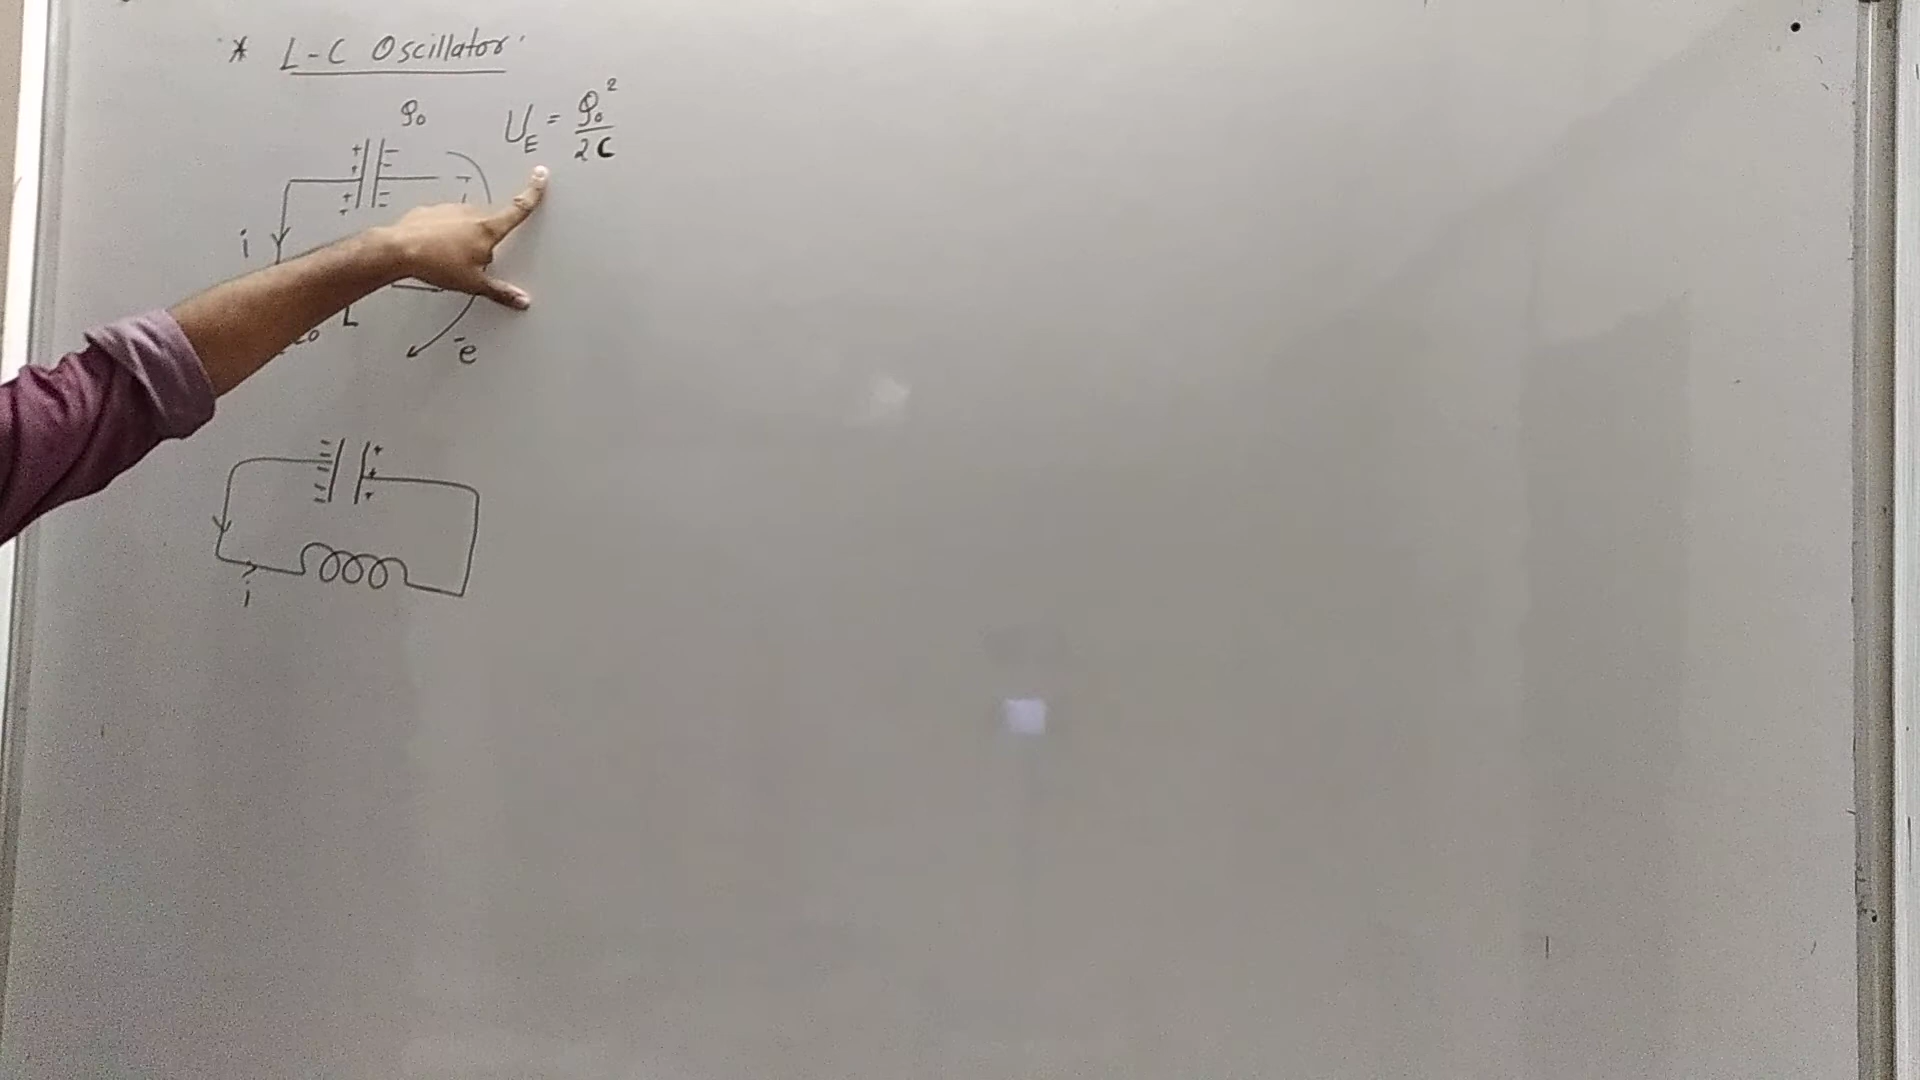 * L-C Oscillator
Q₀
U_E = Q₀² / 2C
+ + + + - - - -
i
L
-e
+ + +
i